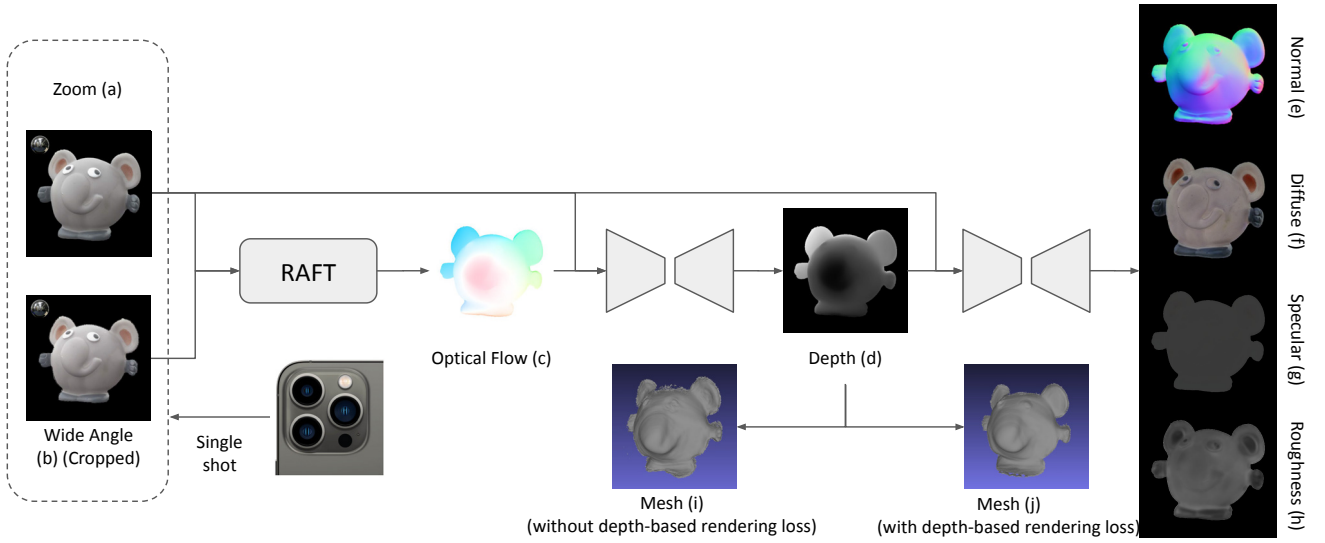 Zoom (a)
RAFT
Optical Flow (c)
Depth (d)
Wide Angle
(b) (Cropped)
Single
shot
Mesh (i)
(without depth-based rendering loss)
Mesh (j)
(with depth-based rendering loss)
Normal (e)
Diffuse (f)
Specular (g)
Roughness (h)